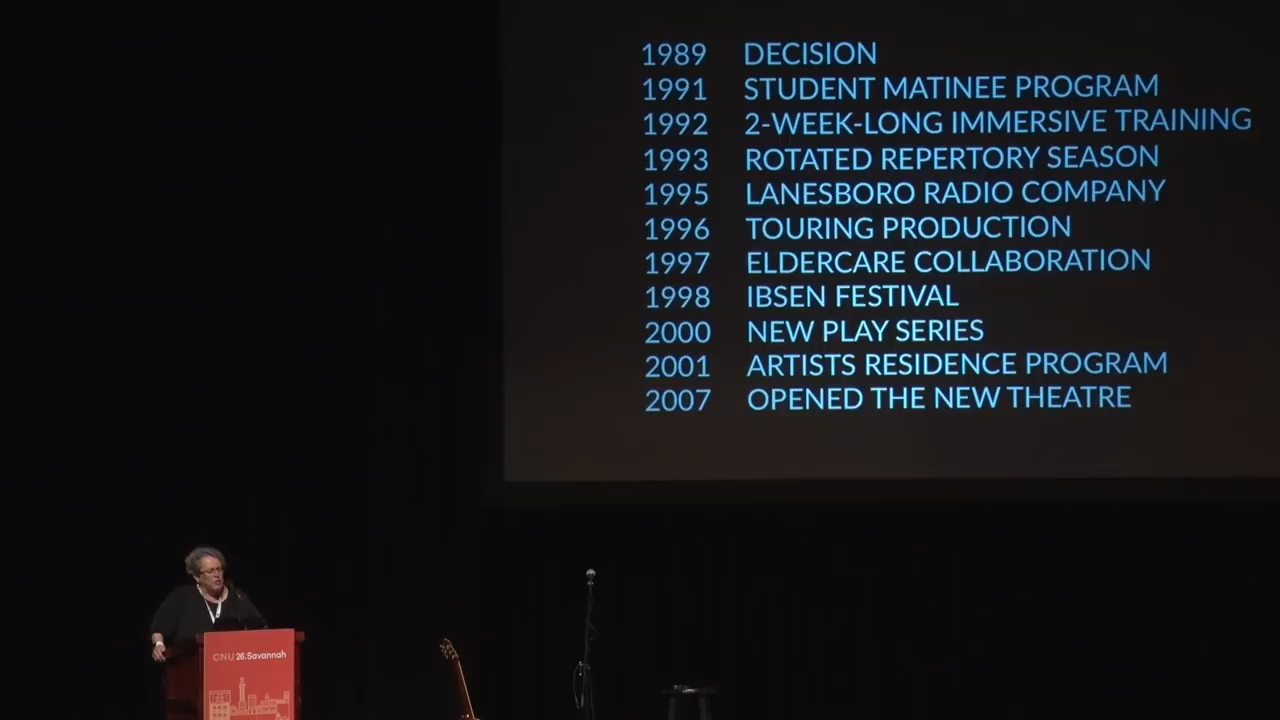 1989 DECISION
1991 STUDENT MATINEE PROGRAM
1992 2-WEEK-LONG IMMERSIVE TRAINING
1993 ROTATED REPERTORY SEASON
1995 LANESBORO RADIO COMPANY
1996 TOURING PRODUCTION
1997 ELDERCARE COLLABORATION
1998 IBSEN FESTIVAL
2000 NEW PLAY SERIES
2001 ARTISTS RESIDENCE PROGRAM
2007 OPENED THE NEW THEATRE
CNU 26.Savannah